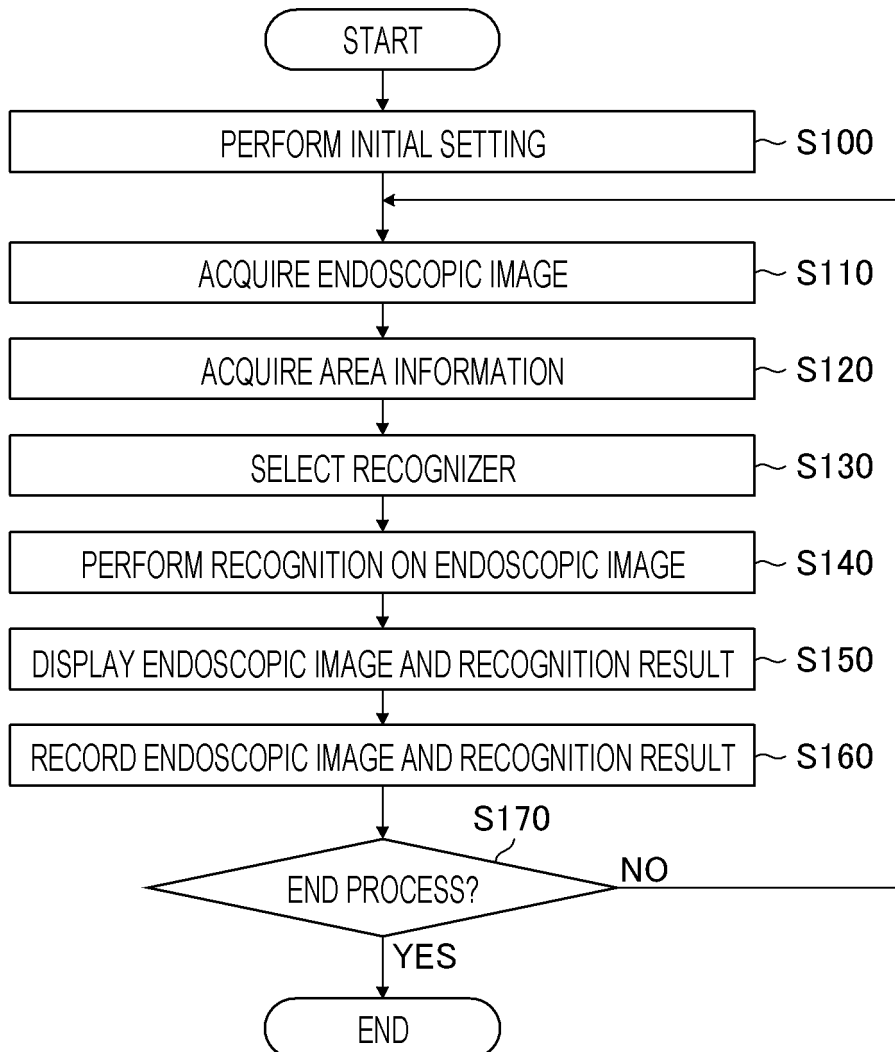 START
PERFORM INITIAL SETTING
S100
ACQUIRE ENDOSCOPIC IMAGE
S110
ACQUIRE AREA INFORMATION
S120
SELECT RECOGNIZER
S130
PERFORM RECOGNITION ON ENDOSCOPIC IMAGE
S140
DISPLAY ENDOSCOPIC IMAGE AND RECOGNITION RESULT
S150
RECORD ENDOSCOPIC IMAGE AND RECOGNITION RESULT
S160
S170
END PROCESS?
NO
YES
END